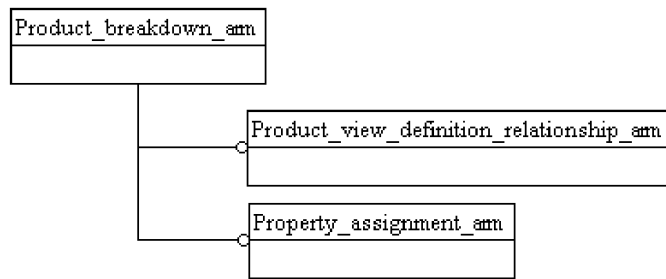 Product_breakdown_arm
Product_view_definition_relationship_arm
Property_assignment_arm